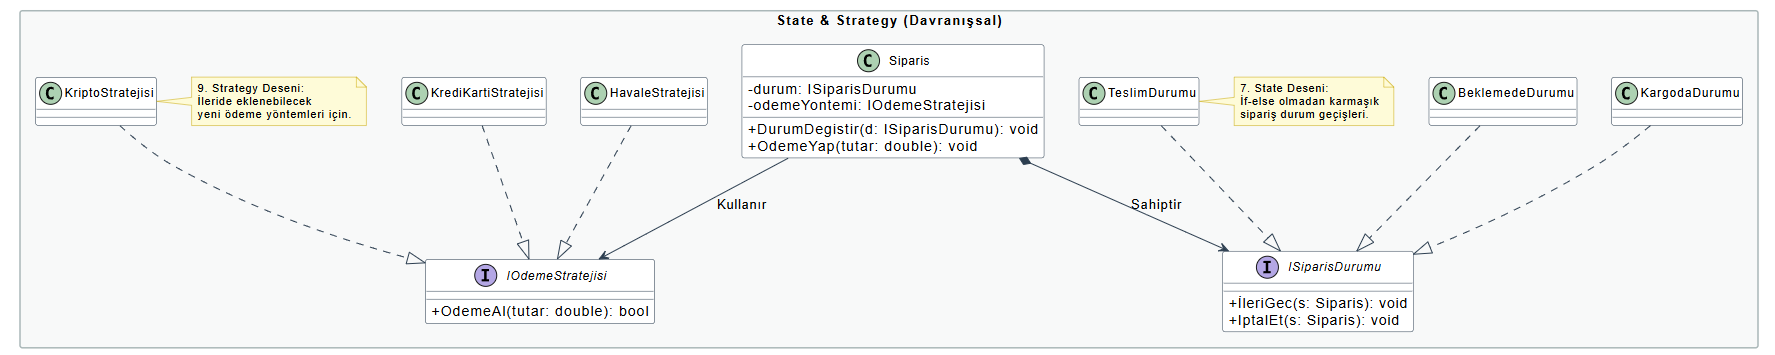 State & Strategy (Davranışsal)
C KriptoStratejisi
9. Strategy Deseni:
İleride eklenebilecek
yeni ödeme yöntemleri için.
C KrediKartiStratejisi
C HavaleStratejisi
C Siparis
-durum: ISiparisDurumu
-odemeYontemi: IOdemeStratejisi
+DurumDegistir(d: ISiparisDurumu): void
+OdemeYap(tutar: double): void
C TeslimDurumu
7. State Deseni:
İf-else olmadan karmaşık
sipariş durum geçişleri.
C BeklemedeDurumu
C KargodaDurumu
Kullanır
Sahiptir
I IOdemeStratejisi
+OdemeAl(tutar: double): bool
I ISiparisDurumu
+İleriGec(s: Siparis): void
+IptalEt(s: Siparis): void